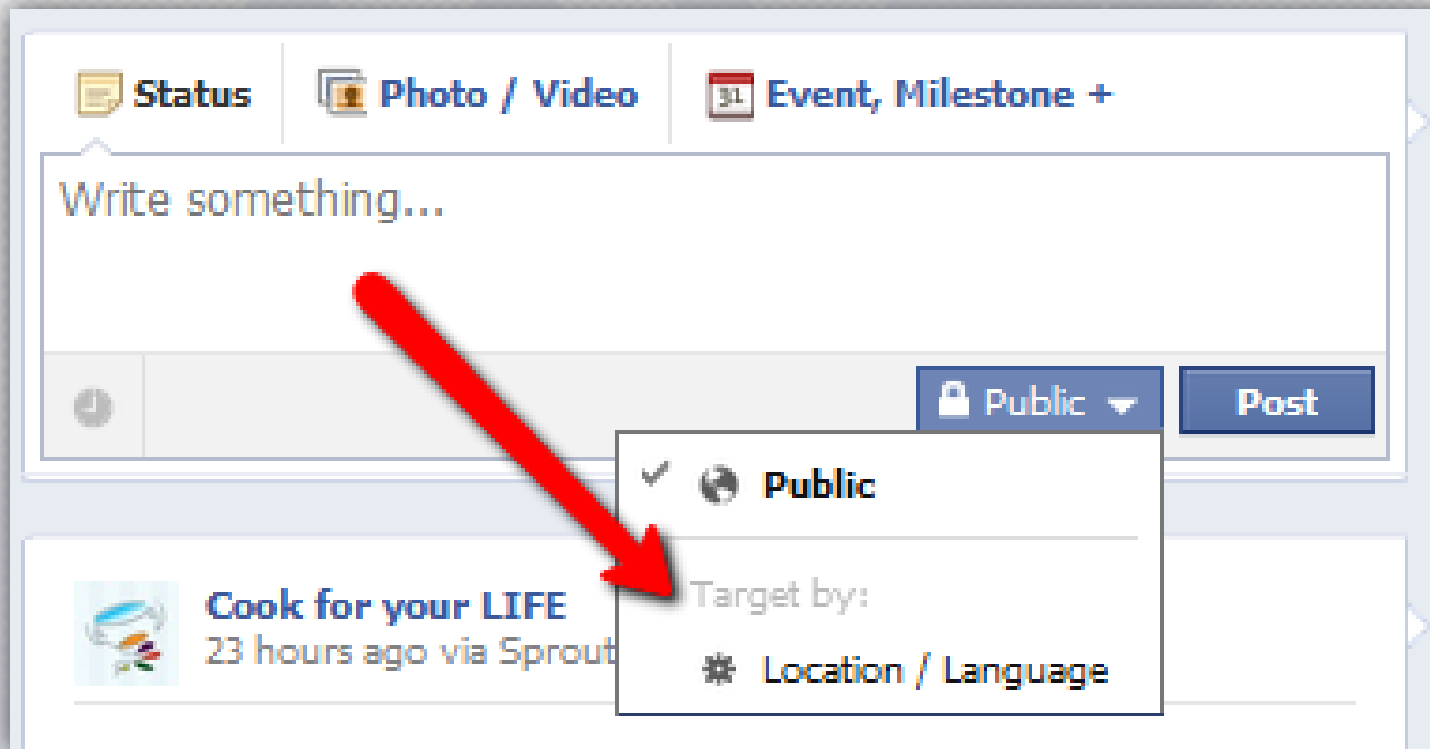 Status
Photo / Video
31
Event, Milestone +
Write something...
Public
Post
Public
Target by:
Cook for your LIFE
23 hours ago via Sprout
Location / Language